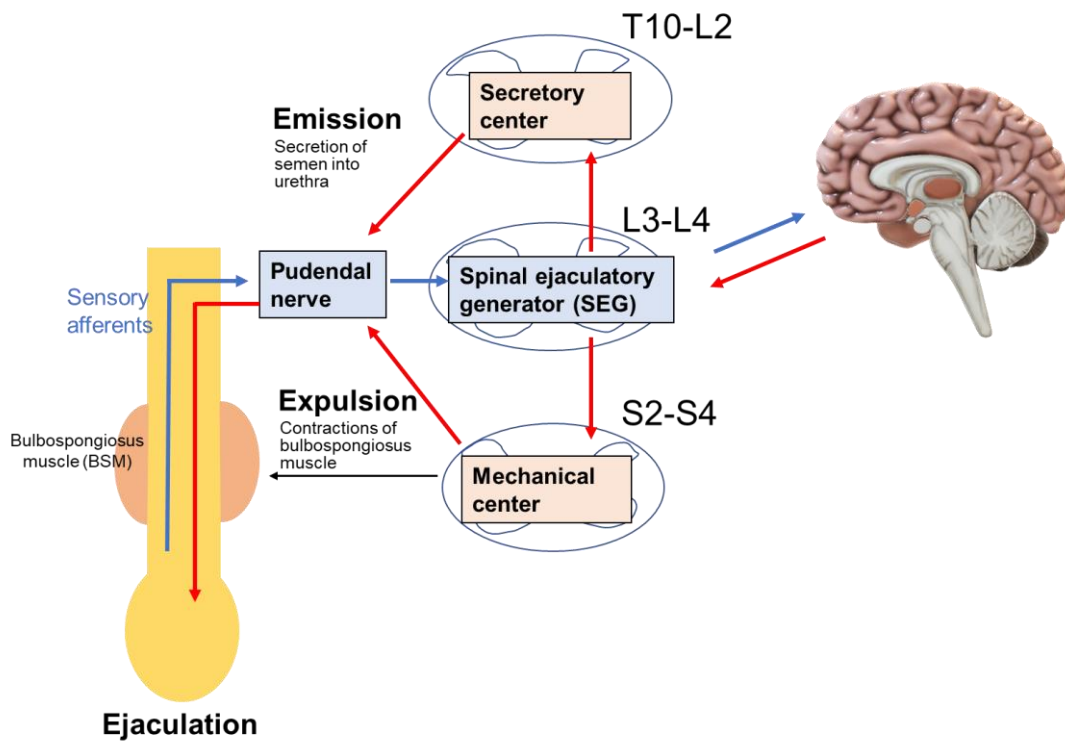 T10-L2
Secretory
center
Emission
Secretion of
semen into
urethra
L3-L4
Pudendal
nerve
Spinal ejaculatory
generator (SEG)
Sensory
afferents
Expulsion
Contractions of
bulbospongiosus
muscle
S2-S4
Bulbospongiosus
muscle (BSM)
Mechanical
center
Ejaculation